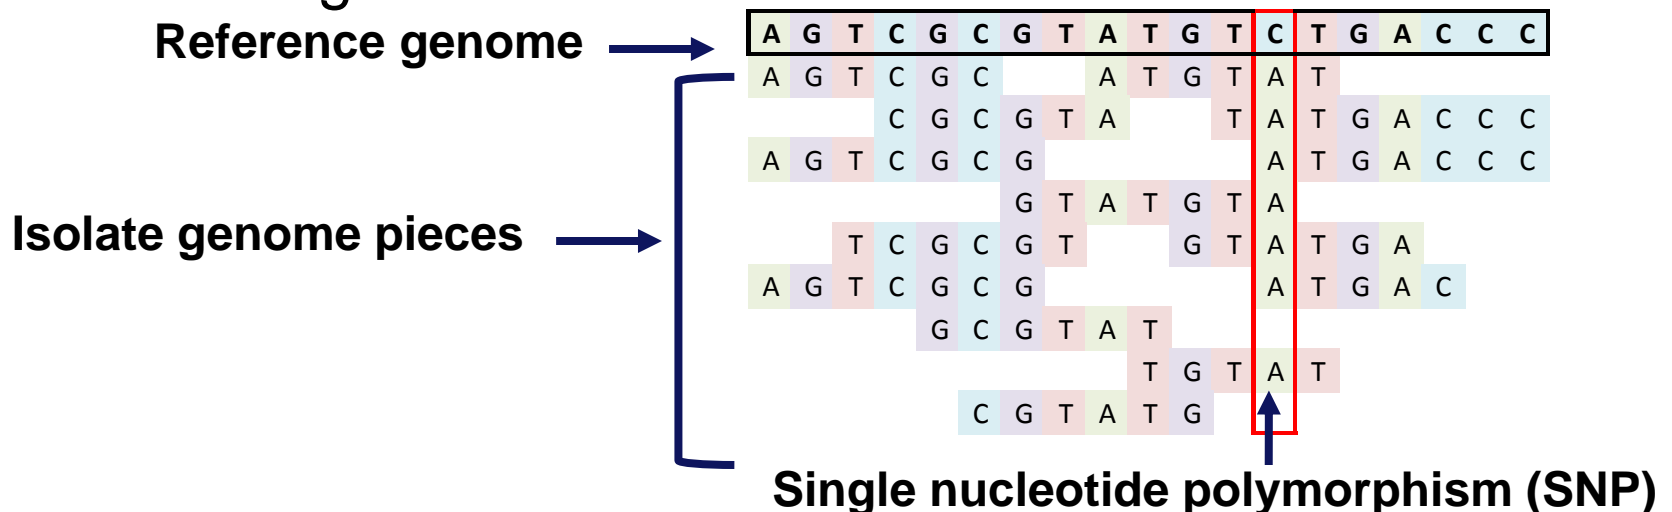 Reference genome
A G T C G C G T A T G T C T G A C C C
A G T C G C A T G T A T
C G C G T A T A T G A C C C
A G T C G C G A T G A C C C
G T A T G T A
Isolate genome pieces
T C G C G T G T A T G A
A G T C G C G A T G A C
G C G T A T
T G T A T
C G T A T G
Single nucleotide polymorphism (SNP)